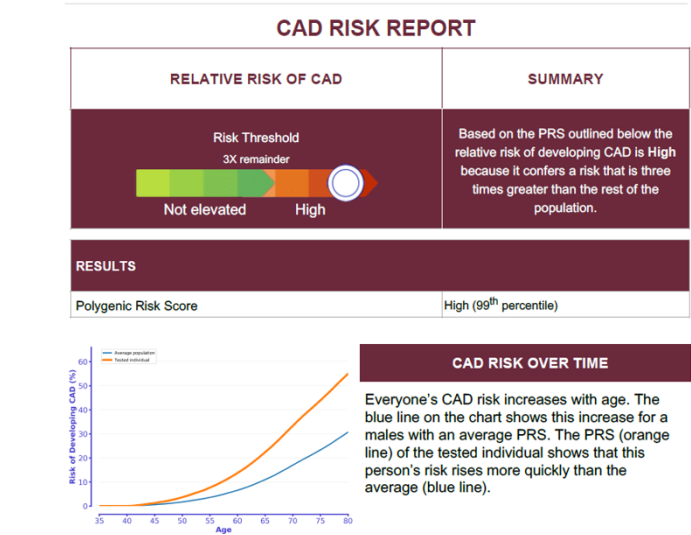 CAD RISK REPORT
RELATIVE RISK OF CAD
SUMMARY
Risk Threshold
3X remainder
Not elevated
High
Based on the PRS outlined below the
relative risk of developing CAD is High
because it confers a risk that is three
times greater than the rest of the
population.
RESULTS
Polygenic Risk Score
High (99th percentile)
Average population
Tested individual
Risk of Developing CAD (%)
60
50
40
30
20
10
0
35 40 45 50 55 60 65 70 75 80
Age
CAD RISK OVER TIME
Everyone's CAD risk increases with age. The
blue line on the chart shows this increase for a
males with an average PRS. The PRS (orange
line) of the tested individual shows that this
person's risk rises more quickly than the
average (blue line).